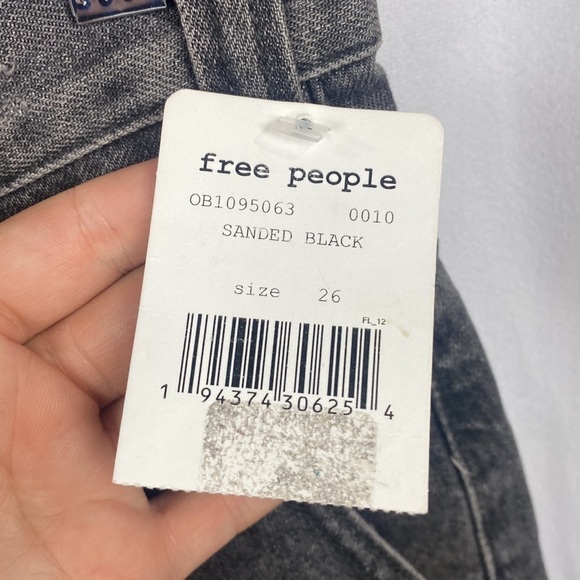 free people
OB1095063 0010
SANDED BLACK
size 26
FL_12
1 94374 30625 4